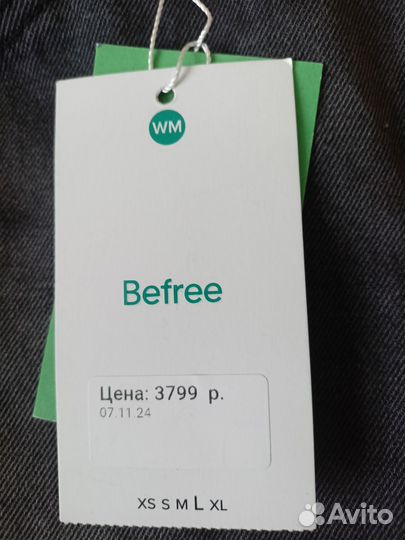 WM
Befree
Цена: 3799 р.
07.11.24
XS S M L XL
Avito